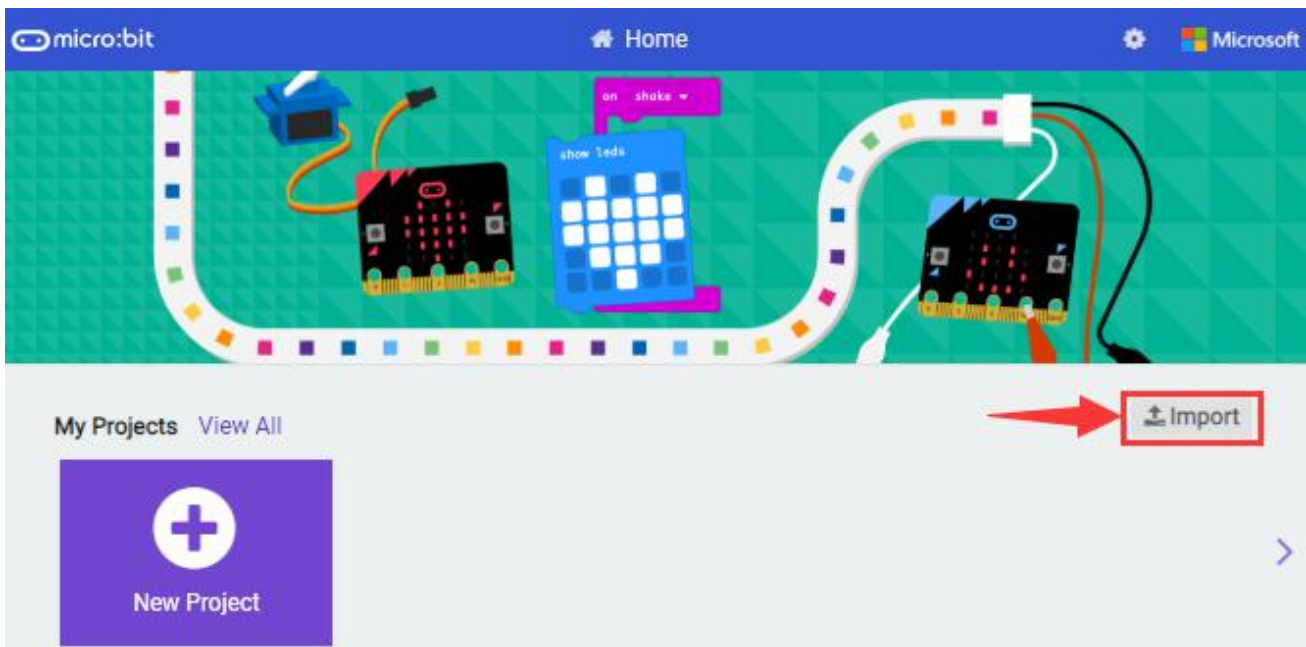 micro:bit
Home
Microsoft
on shake
show leds
My Projects View All
Import
New Project